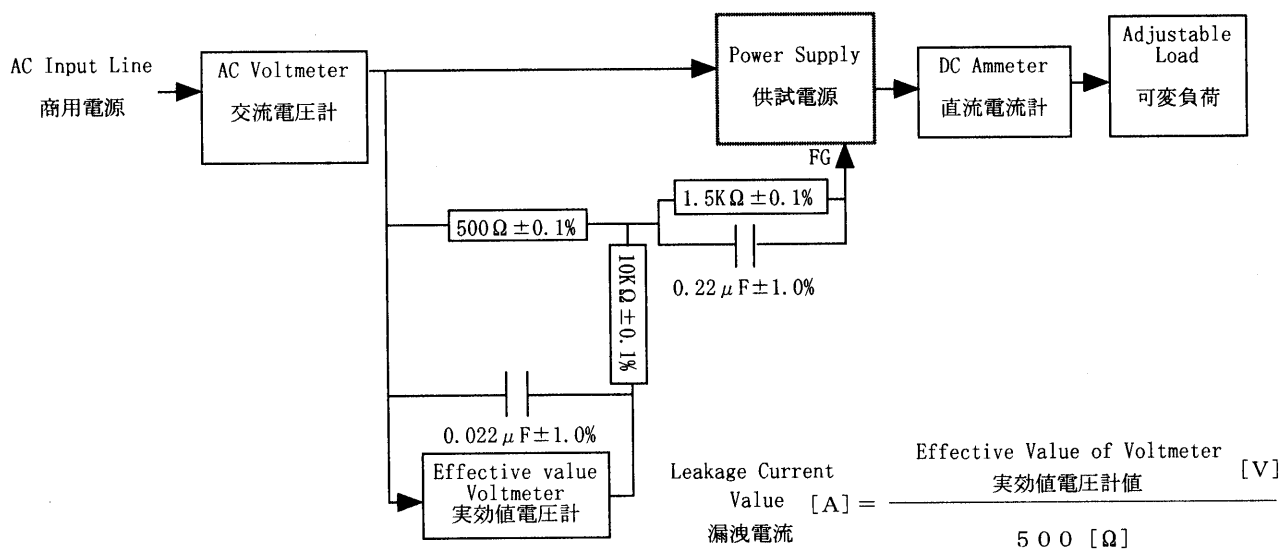 AC Input Line
商用電源
AC Voltmeter
交流電圧計
Power Supply
供試電源
DC Ammeter
直流電流計
Adjustable
Load
可変負荷
FG
1.5KΩ±0.1%
500Ω±0.1%
10KΩ±0.1%
0.22μF±1.0%
0.022μF±1.0%
Effective value
Voltmeter
実効値電圧計
Leakage Current
Value [A]=
漏洩電流
Effective Value of Voltmeter
実効値電圧計値 [V]
500 [Ω]